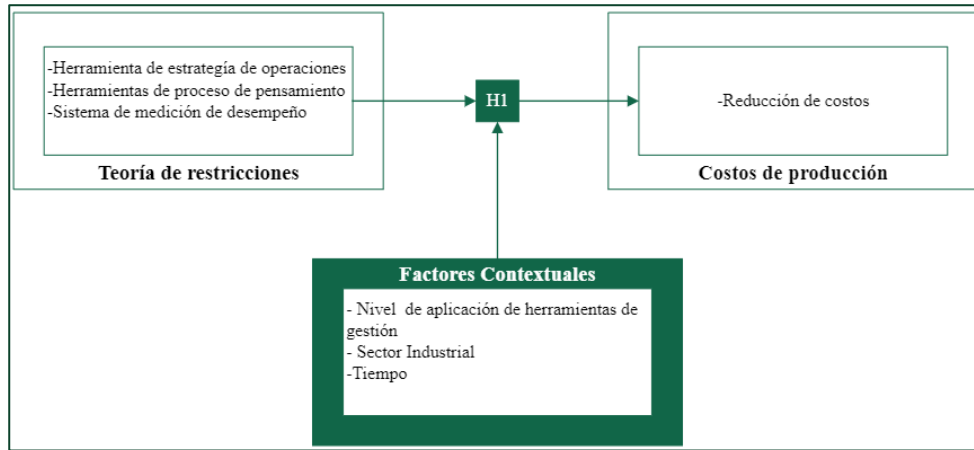 -Herramienta de estrategía de operaciones
-Herramientas de proceso de pensamiento
-Sistema de medición de desempeño
Teoría de restricciones
H1
-Reducción de costos
Costos de producción
Factores Contextuales
- Nivel de aplicación de herramientas de
gestión
- Sector Industrial
-Tiempo